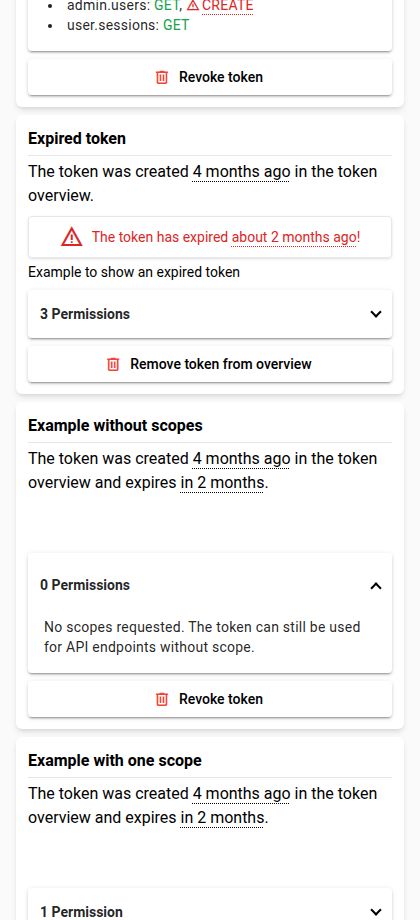 admin.users: GET, CREATE
user.sessions: GET
Revoke token
Expired token
The token was created 4 months ago in the token
overview.
The token has expired about 2 months ago!
Example to show an expired token
3 Permissions
Remove token from overview
Example without scopes
The token was created 4 months ago in the token
overview and expires in 2 months.
0 Permissions
No scopes requested. The token can still be used
for API endpoints without scope.
Revoke token
Example with one scope
The token was created 4 months ago in the token
overview and expires in 2 months.
1 Permission